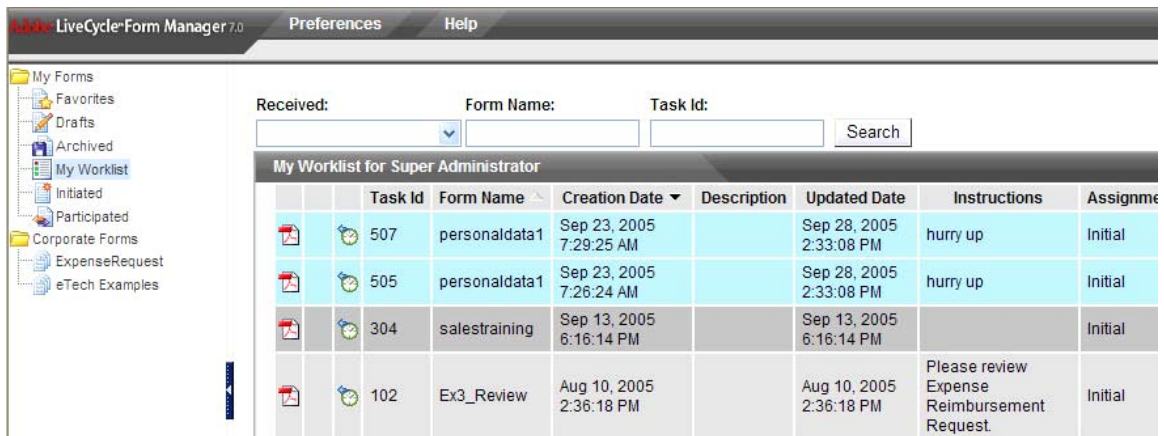 Adobe LiveCycle® Form Manager 7.0 Preferences Help
My Forms
Favorites
Drafts
Archived
My Worklist
Initiated
Participated
Corporate Forms
ExpenseRequest
eTech Examples
Received: Form Name: Task Id:
Search
My Worklist for Super Administrator
Task Id Form Name Creation Date Description Updated Date Instructions Assignme
507 personaldata1 Sep 23, 2005 7:29:25 AM Sep 28, 2005 2:33:08 PM hurry up Initial
505 personaldata1 Sep 23, 2005 7:26:24 AM Sep 28, 2005 2:33:08 PM hurry up Initial
304 salestraining Sep 13, 2005 6:16:14 PM Sep 13, 2005 6:16:14 PM Initial
102 Ex3_Review Aug 10, 2005 2:36:18 PM Aug 10, 2005 2:36:18 PM Please review Expense Reimbursement Request. Initial